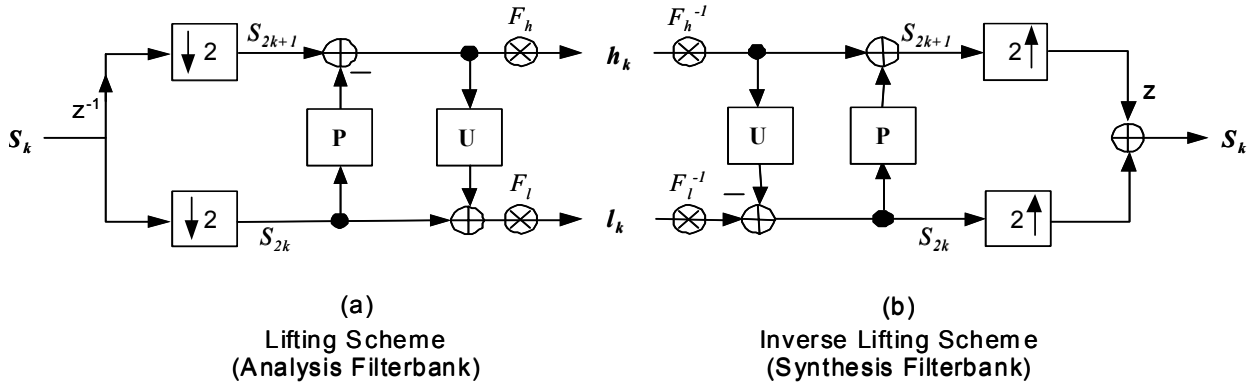 F_h F_h^{-1}
↓ 2 S_{2k+1} − h_k S_{2k+1} 2↑
z^{-1} z
S_k P U U P S_k
F_l F_l^{-1} −
↓ 2 S_{2k} l_k S_{2k} 2↑
(a) (b)
Lifting Scheme Inverse Lifting Scheme
(Analysis Filterbank) (Synthesis Filterbank)